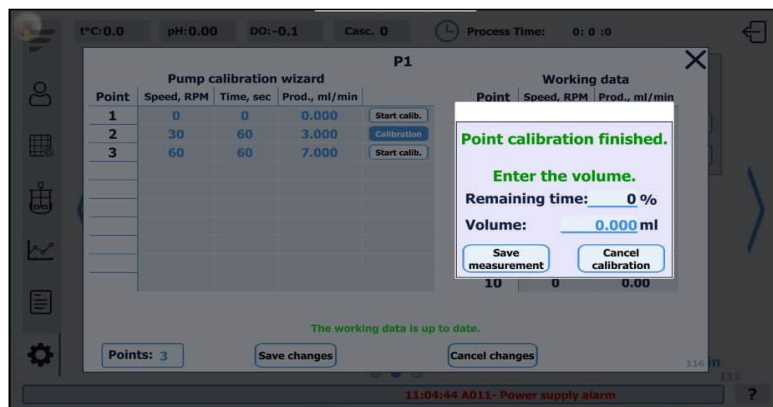 t°C: 0.0 pH: 0.00 DO: -0.1 Casc. 0 Process Time: 0: 0 :0
P1
Pump calibration wizard Working data
Point Speed, RPM Time, sec Prod., ml/min Point Speed, RPM Prod., ml/min
1 0 0 0.000 Start calib.
2 30 60 3.000 Calibration
3 60 60 7.000 Start calib.
Point calibration finished.
Enter the volume.
Remaining time: 0 %
Volume: 0.000 ml
Save measurement Cancel calibration
10 0 0.00
The working data is up to date.
Points: 3 Save changes Cancel changes
116 in
113
11:04:44 A011- Power supply alarm ?